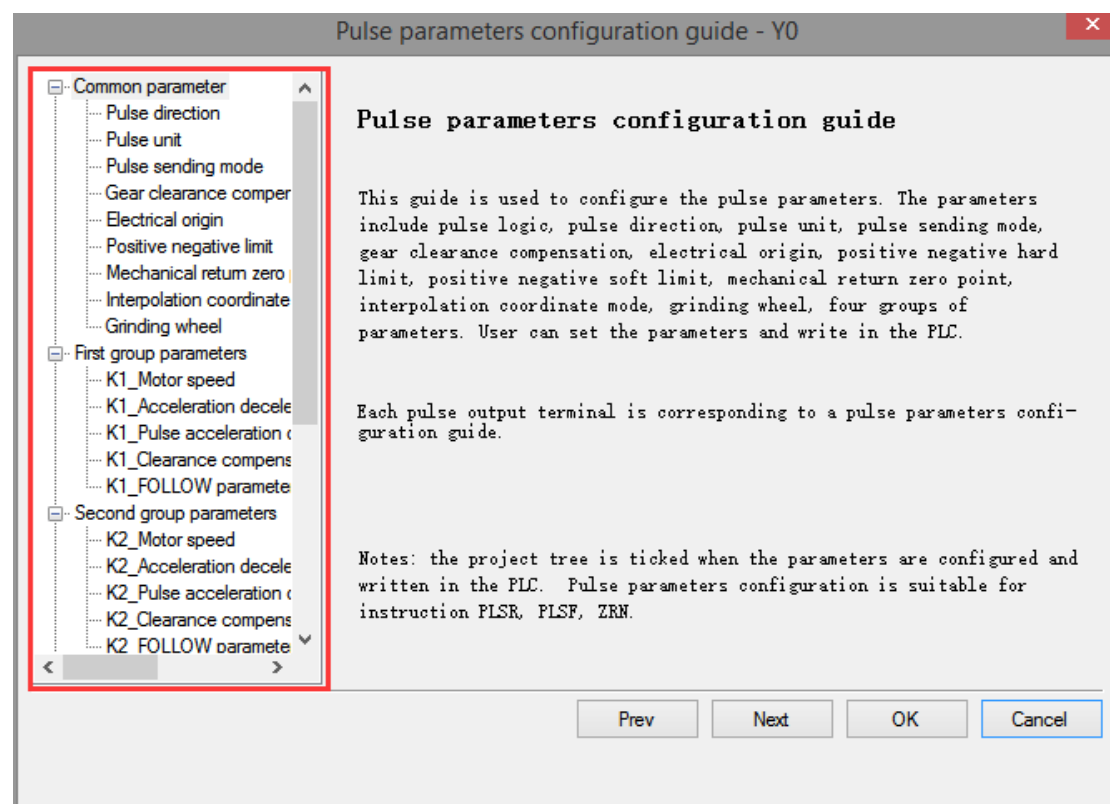 Pulse parameters configuration guide - Y0
Common parameter
Pulse direction
Pulse unit
Pulse sending mode
Gear clearance comper
Electrical origin
Positive negative limit
Mechanical return zero
Interpolation coordinate
Grinding wheel
First group parameters
K1_Motor speed
K1_Acceleration decele
K1_Pulse acceleration
K1_Clearance compens
K1_FOLLOW paramete
Second group parameters
K2_Motor speed
K2_Acceleration decele
K2_Pulse acceleration
K2_Clearance compens
K2_FOLLOW paramete
Pulse parameters configuration guide
This guide is used to configure the pulse parameters. The parameters
include pulse logic, pulse direction, pulse unit, pulse sending mode,
gear clearance compensation, electrical origin, positive negative hard
limit, positive negative soft limit, mechanical return zero point,
interpolation coordinate mode, grinding wheel, four groups of
parameters. User can set the parameters and write in the PLC.
Each pulse output terminal is corresponding to a pulse parameters confi-
guration guide.
Notes: the project tree is ticked when the parameters are configured and
written in the PLC. Pulse parameters configuration is suitable for
instruction PLSR, PLSF, ZRN.
Prev
Next
OK
Cancel